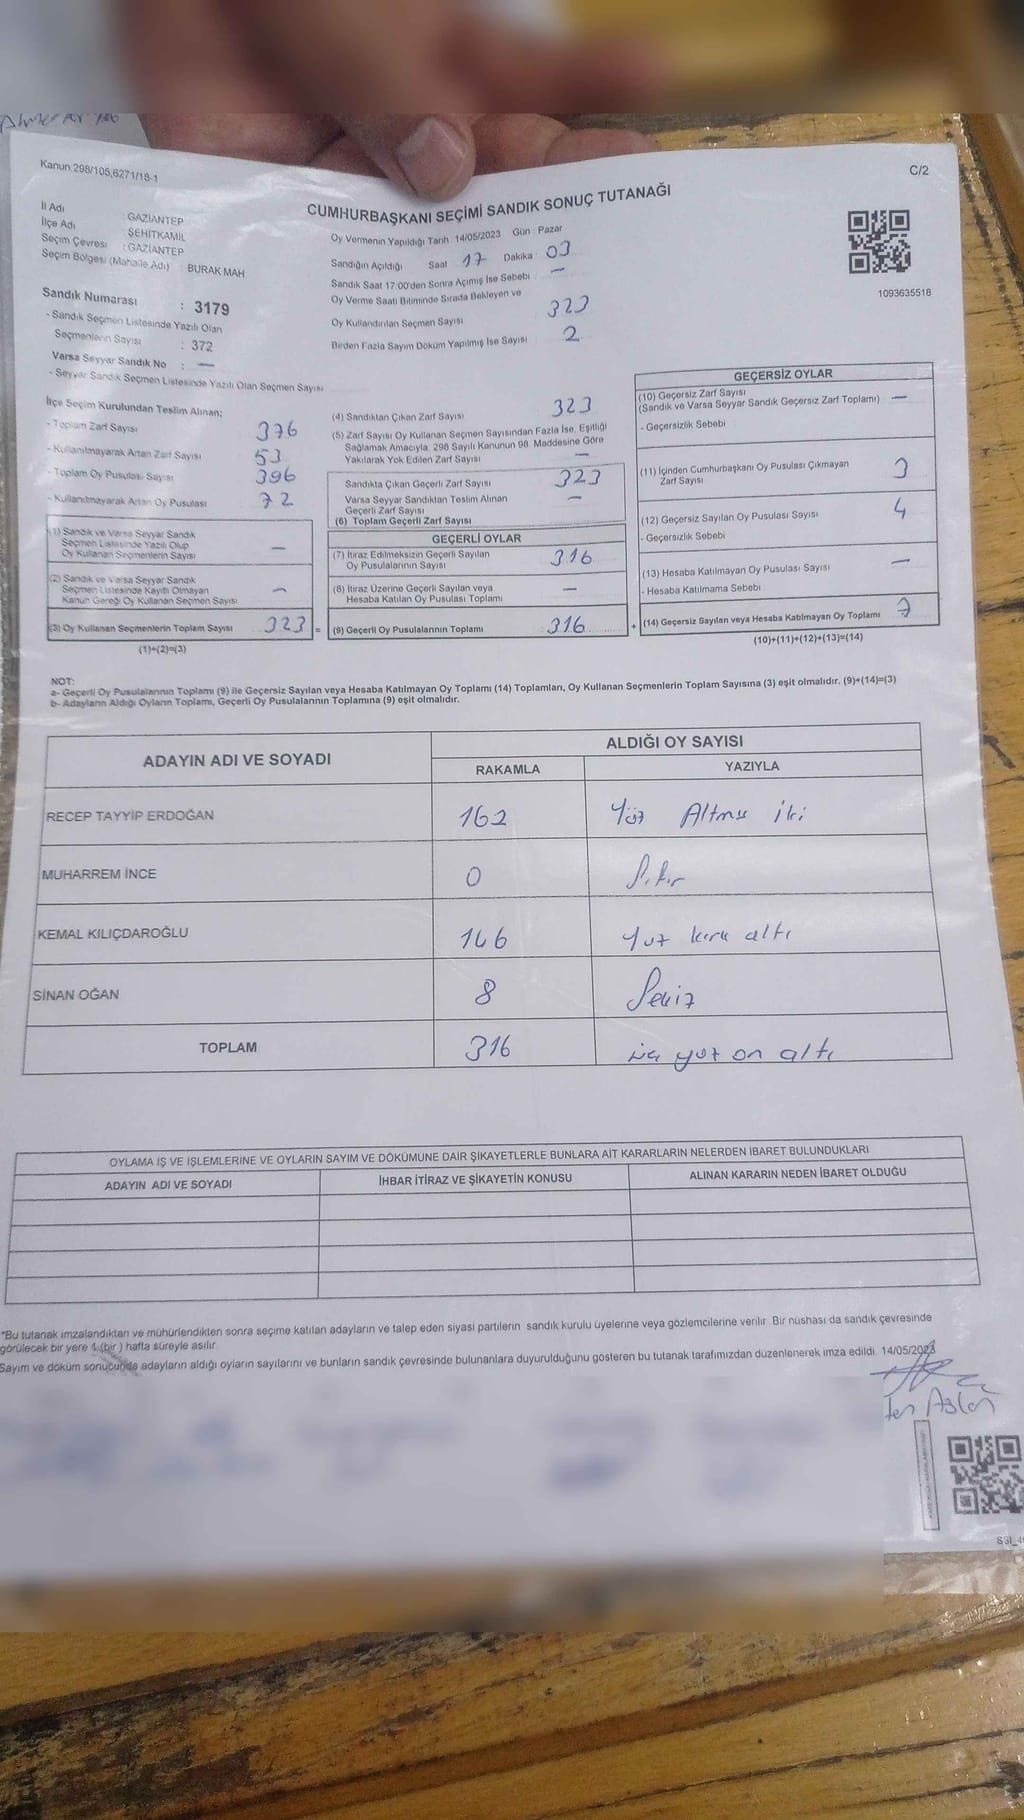 Kanun:298/105,6271/18-1
C/2
CUMHURBAŞKANI SEÇİMİ SANDIK SONUÇ TUTANAĞI
İl Adı GAZİANTEP
İlçe Adı ŞEHİTKAMİL
Seçim Çevresi : GAZİANTEP
Seçim Bölgesi (Mahalle Adı) BURAK MAH
Sandık Numarası : 3179
- Sandık Seçmen Listesinde Yazılı Olan
Seçmenlerin Sayısı : 372
Varsa Seyyar Sandık No : —
- Seyyar Sandık Seçmen Listesinde Yazılı Olan Seçmen Sayısı
Oy Vermenin Yapıldığı Tarih 14/05/2023 Gün Pazar
Sandığın Açıldığı Saat 17 Dakika 03
Sandık Saat 17:00'den Sonra Açımış İse Sebebi : —
Oy Verme Saati Bitiminde Sırada Bekleyen ve
Oy Kullandırılan Seçmen Sayısı 323
Birden Fazla Sayım Döküm Yapılmış İse Sayısı 2
1093635518
İlçe Seçim Kurulundan Teslim Alınan;
- Toplam Zarf Sayısı 376
- Kullanılmayarak Artan Zarf Sayısı 53
- Toplam Oy Pusulası Sayısı 396
- Kullanılmayarak Artan Oy Pusulası 72
(1) Sandık ve Varsa Seyyar Sandık
Seçmen Listesinde Yazılı Olup
Oy Kullanan Seçmenlerin Sayısı —
(2) Sandık ve Varsa Seyyar Sandık
Seçmen Listesinde Kayıtlı Olmayan
Kanun Gereği Oy Kullanan Seçmen Sayısı —
(3) Oy Kullanan Seçmenlerin Toplam Sayısı 323 =
(1)+(2)=(3)
(4) Sandıktan Çıkan Zarf Sayısı 323
(5) Zarf Sayısı Oy Kullanan Seçmen Sayısından Fazla İse, Eşitliği
Sağlamak Amacıyla, 298 Sayılı Kanunun 98. Maddesine Göre
Yakılarak Yok Edilen Zarf Sayısı —
Sandıkta Çıkan Geçerli Zarf Sayısı 323
Varsa Seyyar Sandıktan Teslim Alınan
Geçerli Zarf Sayısı —
(6) Toplam Geçerli Zarf Sayısı
GEÇERLİ OYLAR
(7) İtiraz Edilmeksizin Geçerli Sayılan
Oy Pusulalarının Sayısı 316
(8) İtiraz Üzerine Geçerli Sayılan veya
Hesaba Katılan Oy Pusulası Toplamı —
(9) Geçerli Oy Pusulalarının Toplamı 316 +
GEÇERSİZ OYLAR
(10) Geçersiz Zarf Sayısı
(Sandık ve Varsa Seyyar Sandık Geçersiz Zarf Toplamı) —
- Geçersizlik Sebebi
(11) İçinden Cumhurbaşkanı Oy Pusulası Çıkmayan
Zarf Sayısı 3
(12) Geçersiz Sayılan Oy Pusulası Sayısı 4
- Geçersizlik Sebebi
(13) Hesaba Katılmayan Oy Pusulası Sayısı —
- Hesaba Katılmama Sebebi
(14) Geçersiz Sayılan veya Hesaba Katılmayan Oy Toplamı 7
(10)+(11)+(12)+(13)=(14)
NOT:
a- Geçerli Oy Pusulalarının Toplamı (9) ile Geçersiz Sayılan veya Hesaba Katılmayan Oy Toplamı (14) Toplamları, Oy Kullanan Seçmenlerin Toplam Sayısına (3) eşit olmalıdır. (9)+(14)=(3)
b- Adayların Aldığı Oyların Toplamı, Geçerli Oy Pusulalarının Toplamına (9) eşit olmalıdır.
ADAYIN ADI VE SOYADI
ALDIĞI OY SAYISI
RAKAMLA YAZIYLA
RECEP TAYYİP ERDOĞAN 162 Yüz Altmış iki
MUHARREM İNCE 0 Sıfır
KEMAL KILIÇDAROĞLU 146 Yuz kırk altı
SİNAN OĞAN 8 Sekiz
TOPLAM 316 üç yuz on altı
OYLAMA İŞ VE İŞLEMLERİNE VE OYLARIN SAYIM VE DÖKÜMÜNE DAİR ŞİKAYETLERLE BUNLARA AİT KARARLARIN NELERDEN İBARET BULUNDUKLARI
ADAYIN ADI VE SOYADI İHBAR İTİRAZ VE ŞİKAYETİN KONUSU ALINAN KARARIN NEDEN İBARET OLDUĞU
*Bu tutanak imzalandıktan ve mühürlendikten sonra seçime katılan adayların ve talep eden siyasi partilerin sandık kurulu üyelerine veya gözlemcilerine verilir. Bir nüshası da sandık çevresinde
görülecek bir yere 1 (bir) hafta süreyle asılır.
Sayım ve döküm sonucunda adayların aldığı oyların sayılarını ve bunların sandık çevresinde bulunanlara duyurulduğunu gösteren bu tutanak tarafımızdan düzenlenerek imza edildi. 14/05/2023